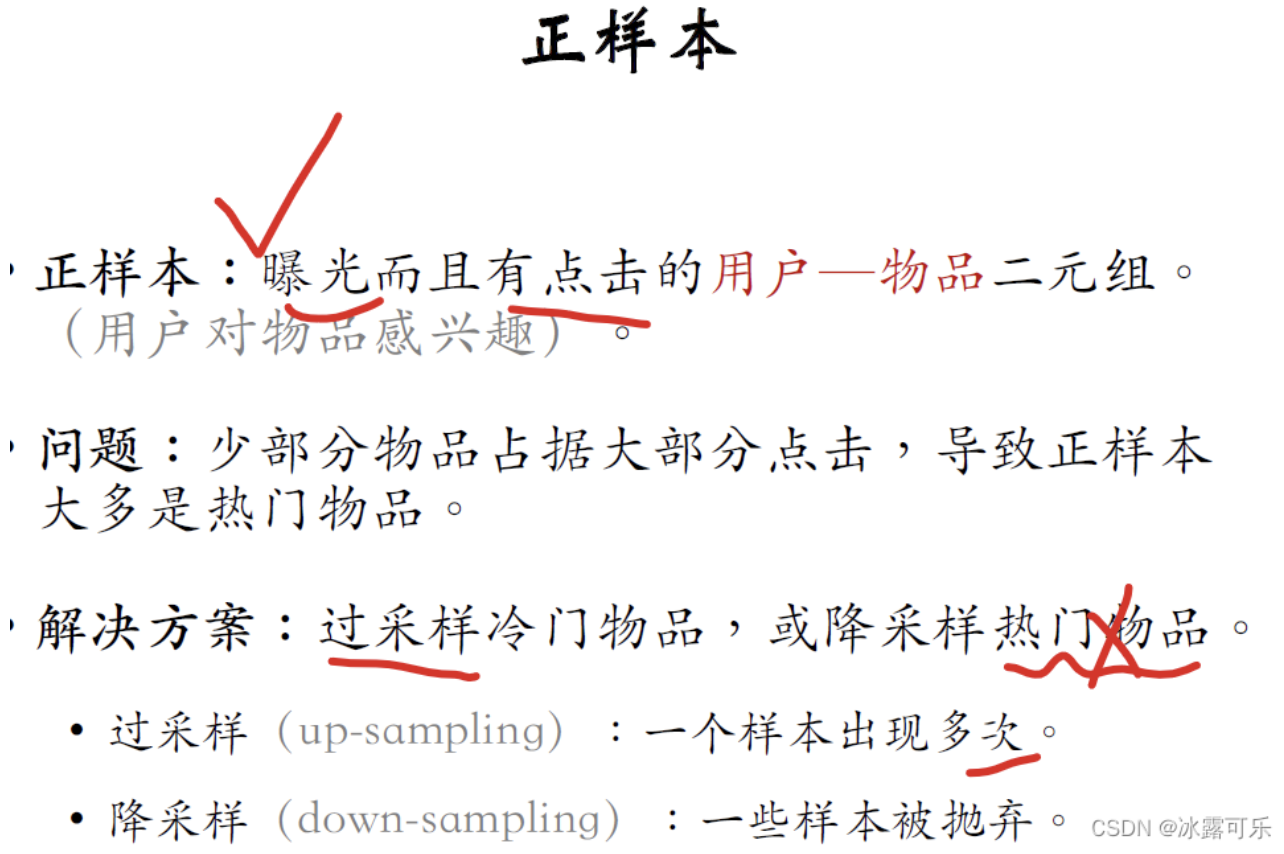 正样本
正样本：曝光而且有点击的用户—物品二元组。
（用户对物品感兴趣）。
问题：少部分物品占据大部分点击，导致正样本
大多是热门物品。
解决方案：过采样冷门物品，或降采样热门物品。
• 过采样（up-sampling）：一个样本出现多次。
• 降采样（down-sampling）：一些样本被抛弃。
CSDN @冰露可乐